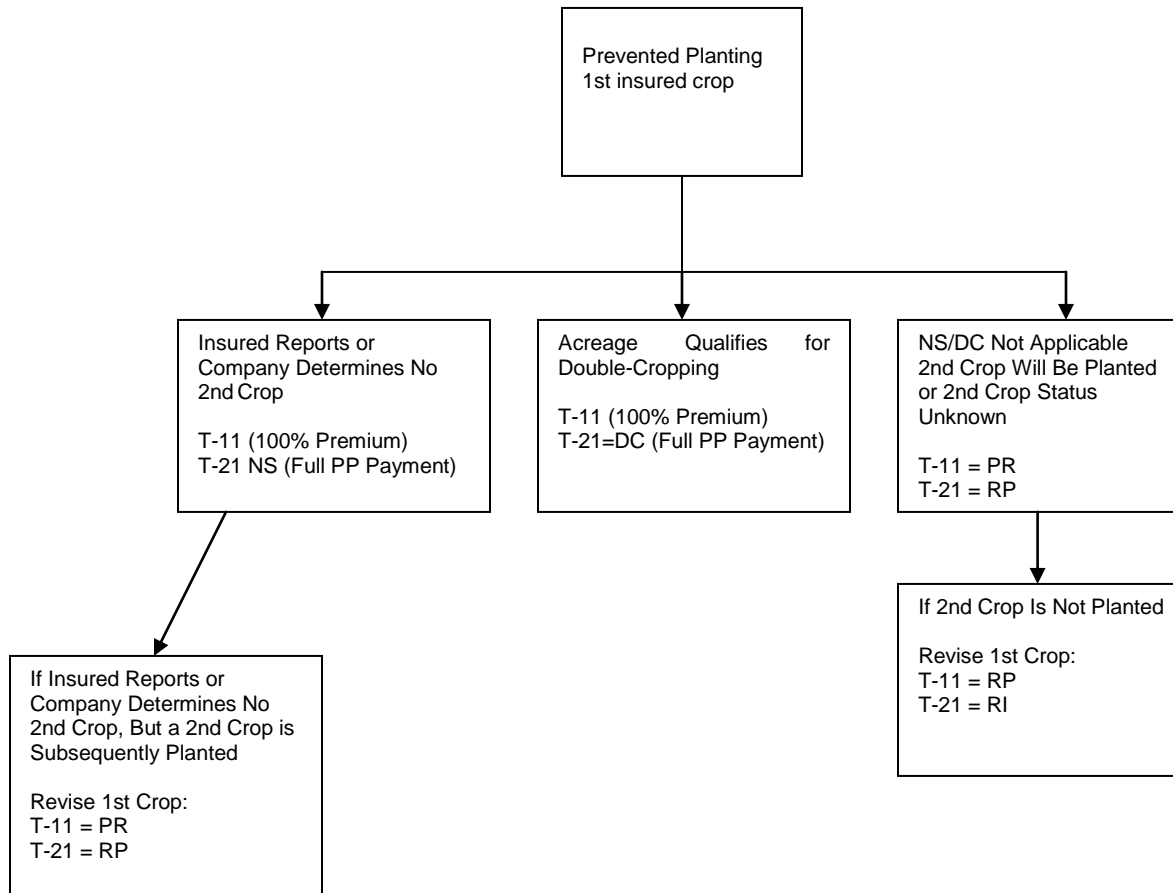 Prevented Planting
1st insured crop
Insured Reports or
Company Determines No
2nd Crop
T-11 (100% Premium)
T-21 NS (Full PP Payment)
Acreage Qualifies for
Double-Cropping
T-11 (100% Premium)
T-21=DC (Full PP Payment)
NS/DC Not Applicable
2nd Crop Will Be Planted
or 2nd Crop Status
Unknown
T-11 = PR
T-21 = RP
If 2nd Crop Is Not Planted
Revise 1st Crop:
T-11 = RP
T-21 = RI
If Insured Reports or
Company Determines No
2nd Crop, But a 2nd Crop is
Subsequently Planted
Revise 1st Crop:
T-11 = PR
T-21 = RP